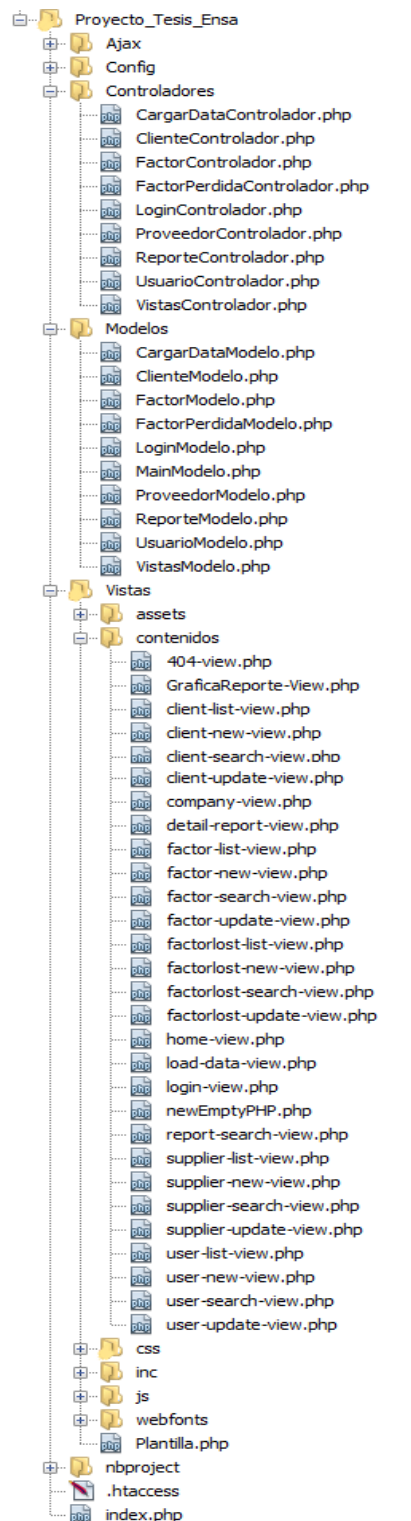 Proyecto_Tesis_Ensa
Ajax
Config
Controladores
CargarDataControlador.php
ClienteControlador.php
FactorControlador.php
FactorPerdidaControlador.php
LoginControlador.php
ProveedorControlador.php
ReporteControlador.php
UsuarioControlador.php
VistasControlador.php
Modelos
CargarDataModelo.php
ClienteModelo.php
FactorModelo.php
FactorPerdidaModelo.php
LoginModelo.php
MainModelo.php
ProveedorModelo.php
ReporteModelo.php
UsuarioModelo.php
VistasModelo.php
Vistas
assets
contenidos
404-view.php
GraficaReporte-View.php
client-list-view.php
client-new-view.php
client-search-view.php
client-update-view.php
company-view.php
detail-report-view.php
factor-list-view.php
factor-new-view.php
factor-search-view.php
factor-update-view.php
factorlost-list-view.php
factorlost-new-view.php
factorlost-search-view.php
factorlost-update-view.php
home-view.php
load-data-view.php
login-view.php
newEmptyPHP.php
report-search-view.php
supplier-list-view.php
supplier-new-view.php
supplier-search-view.php
supplier-update-view.php
user-list-view.php
user-new-view.php
user-search-view.php
user-update-view.php
css
inc
js
webfonts
Plantilla.php
nbproject
.htaccess
index.php